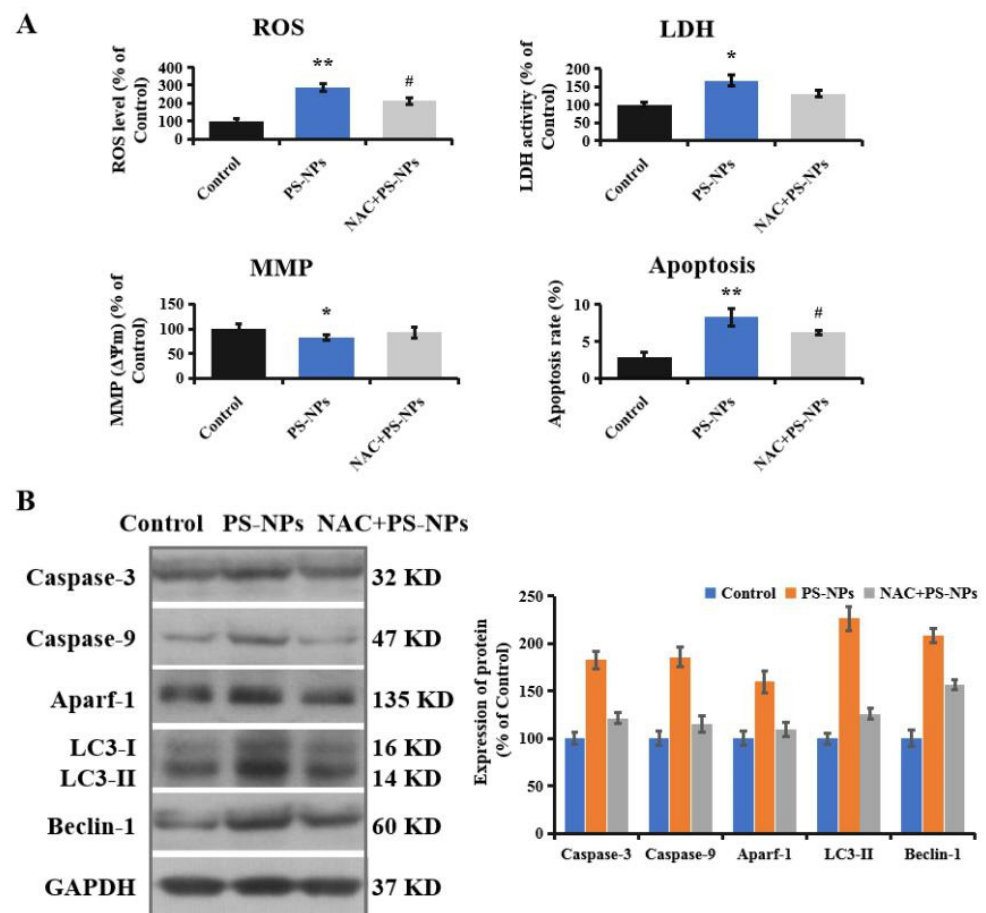 A
ROS
ROS level (% of
Control)
400
300
200
100
0
**
#
Control
PS-NPs
NAC+PS-NPs
LDH
LDH activity (% of
Control)
200
150
100
50
0
*
Control
PS-NPs
NAC+PS-NPs
MMP
MMP (ΔΨm) (% of
Control)
150
100
50
0
*
Control
PS-NPs
NAC+PS-NPs
Apoptosis
Apoptosis rate (%)
10
5
0
**
#
Control
PS-NPs
NAC+PS-NPs
B
Control PS-NPs NAC+PS-NPs
Caspase-3 32 KD
Caspase-9 47 KD
Aparf-1 135 KD
LC3-I 16 KD
LC3-II 14 KD
Beclin-1 60 KD
GAPDH 37 KD
Control PS-NPs NAC+PS-NPs
Expression of protein
(% of Control)
250
200
150
100
50
0
Caspase-3 Caspase-9 Aparf-1 LC3-II Beclin-1